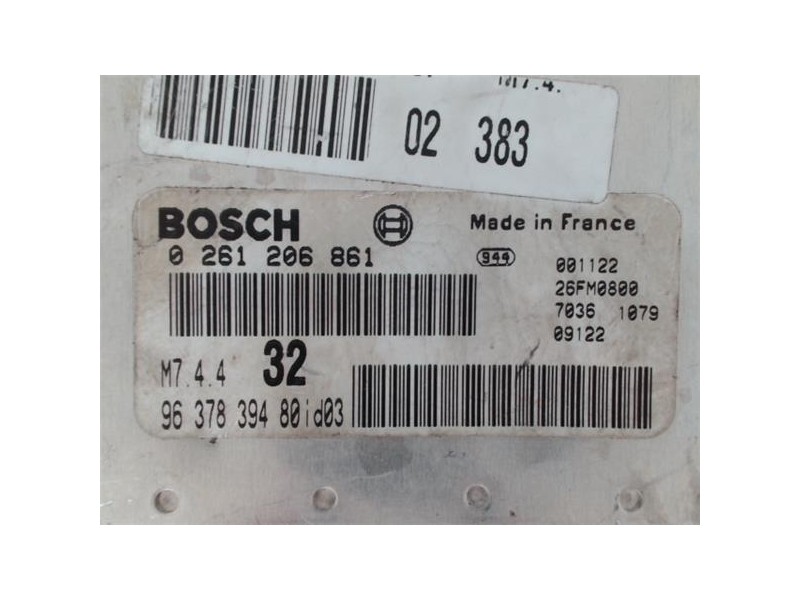 M7.4.
02 383
BOSCH
Made in France
0 261 206 861
944
001122
26FM0800
7036 1079
09122
M7.4.4 32
96 378 394 80id03